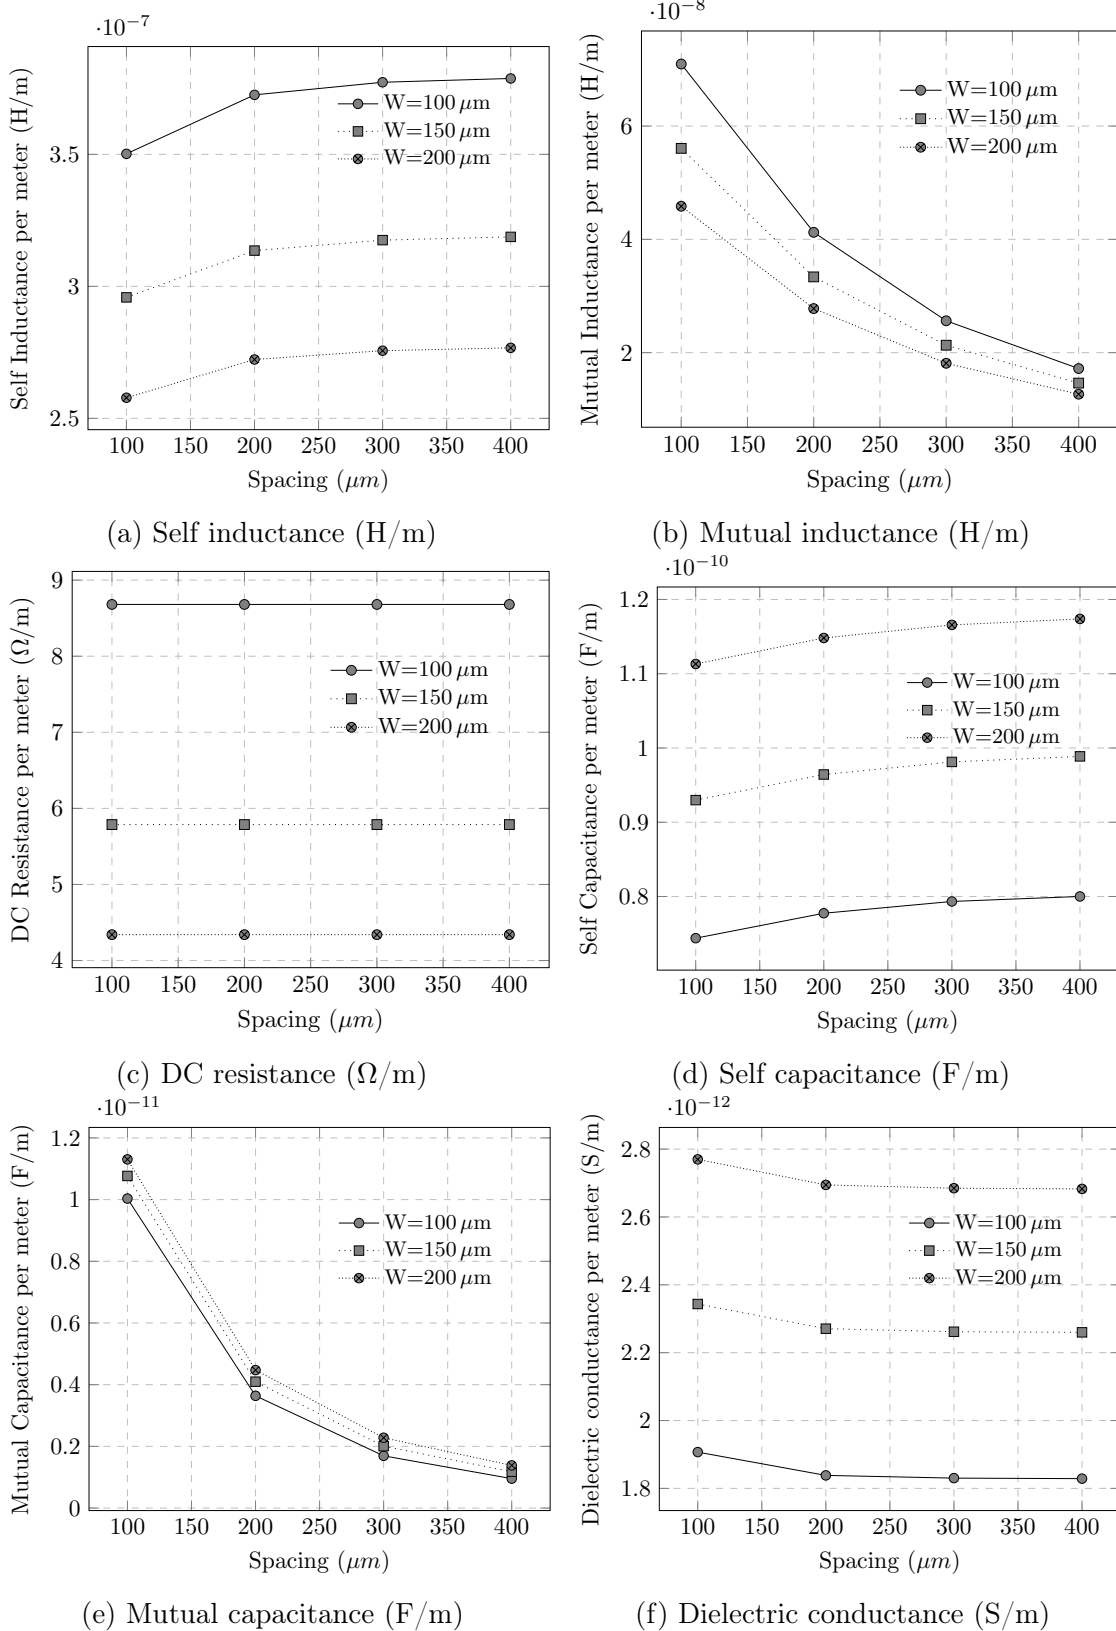 ·10⁻⁷
Self Inductance per meter (H/m)
3.5
3
2.5
W=100 μm
W=150 μm
W=200 μm
100 150 200 250 300 350 400
Spacing (μm)
(a) Self inductance (H/m)
·10⁻⁸
Mutual Inductance per meter (H/m)
6
4
2
W=100 μm
W=150 μm
W=200 μm
100 150 200 250 300 350 400
Spacing (μm)
(b) Mutual inductance (H/m)
DC Resistance per meter (Ω/m)
9
8
7
6
5
4
W=100 μm
W=150 μm
W=200 μm
100 150 200 250 300 350 400
Spacing (μm)
(c) DC resistance (Ω/m)
·10⁻¹⁰
Self Capacitance per meter (F/m)
1.2
1.1
1
0.9
0.8
W=100 μm
W=150 μm
W=200 μm
100 150 200 250 300 350 400
Spacing (μm)
(d) Self capacitance (F/m)
·10⁻¹¹
Mutual Capacitance per meter (F/m)
1.2
1
0.8
0.6
0.4
0.2
0
W=100 μm
W=150 μm
W=200 μm
100 150 200 250 300 350 400
Spacing (μm)
(e) Mutual capacitance (F/m)
·10⁻¹²
Dielectric conductance per meter (S/m)
2.8
2.6
2.4
2.2
2
1.8
W=100 μm
W=150 μm
W=200 μm
100 150 200 250 300 350 400
Spacing (μm)
(f) Dielectric conductance (S/m)